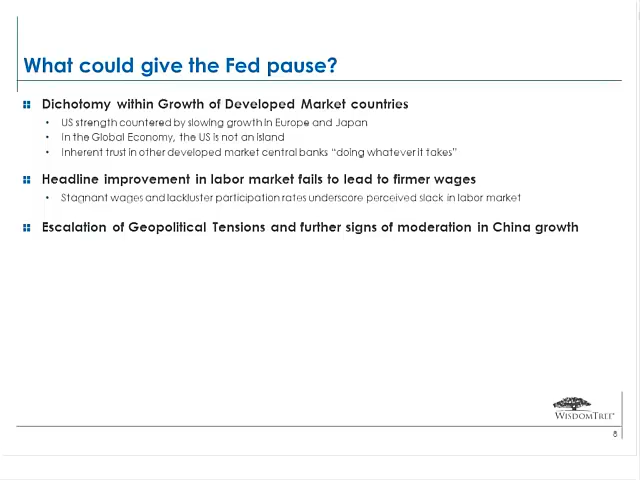 What could give the Fed pause?
Dichotomy within Growth of Developed Market countries
• US strength countered by slowing growth in Europe and Japan
• In the Global Economy, the US is not an island
• Inherent trust in other developed market central banks “doing whatever it takes”
Headline improvement in labor market fails to lead to firmer wages
• Stagnant wages and lackluster participation rates underscore perceived slack in labor market
Escalation of Geopolitical Tensions and further signs of moderation in China growth
WISDOMTREE®
8